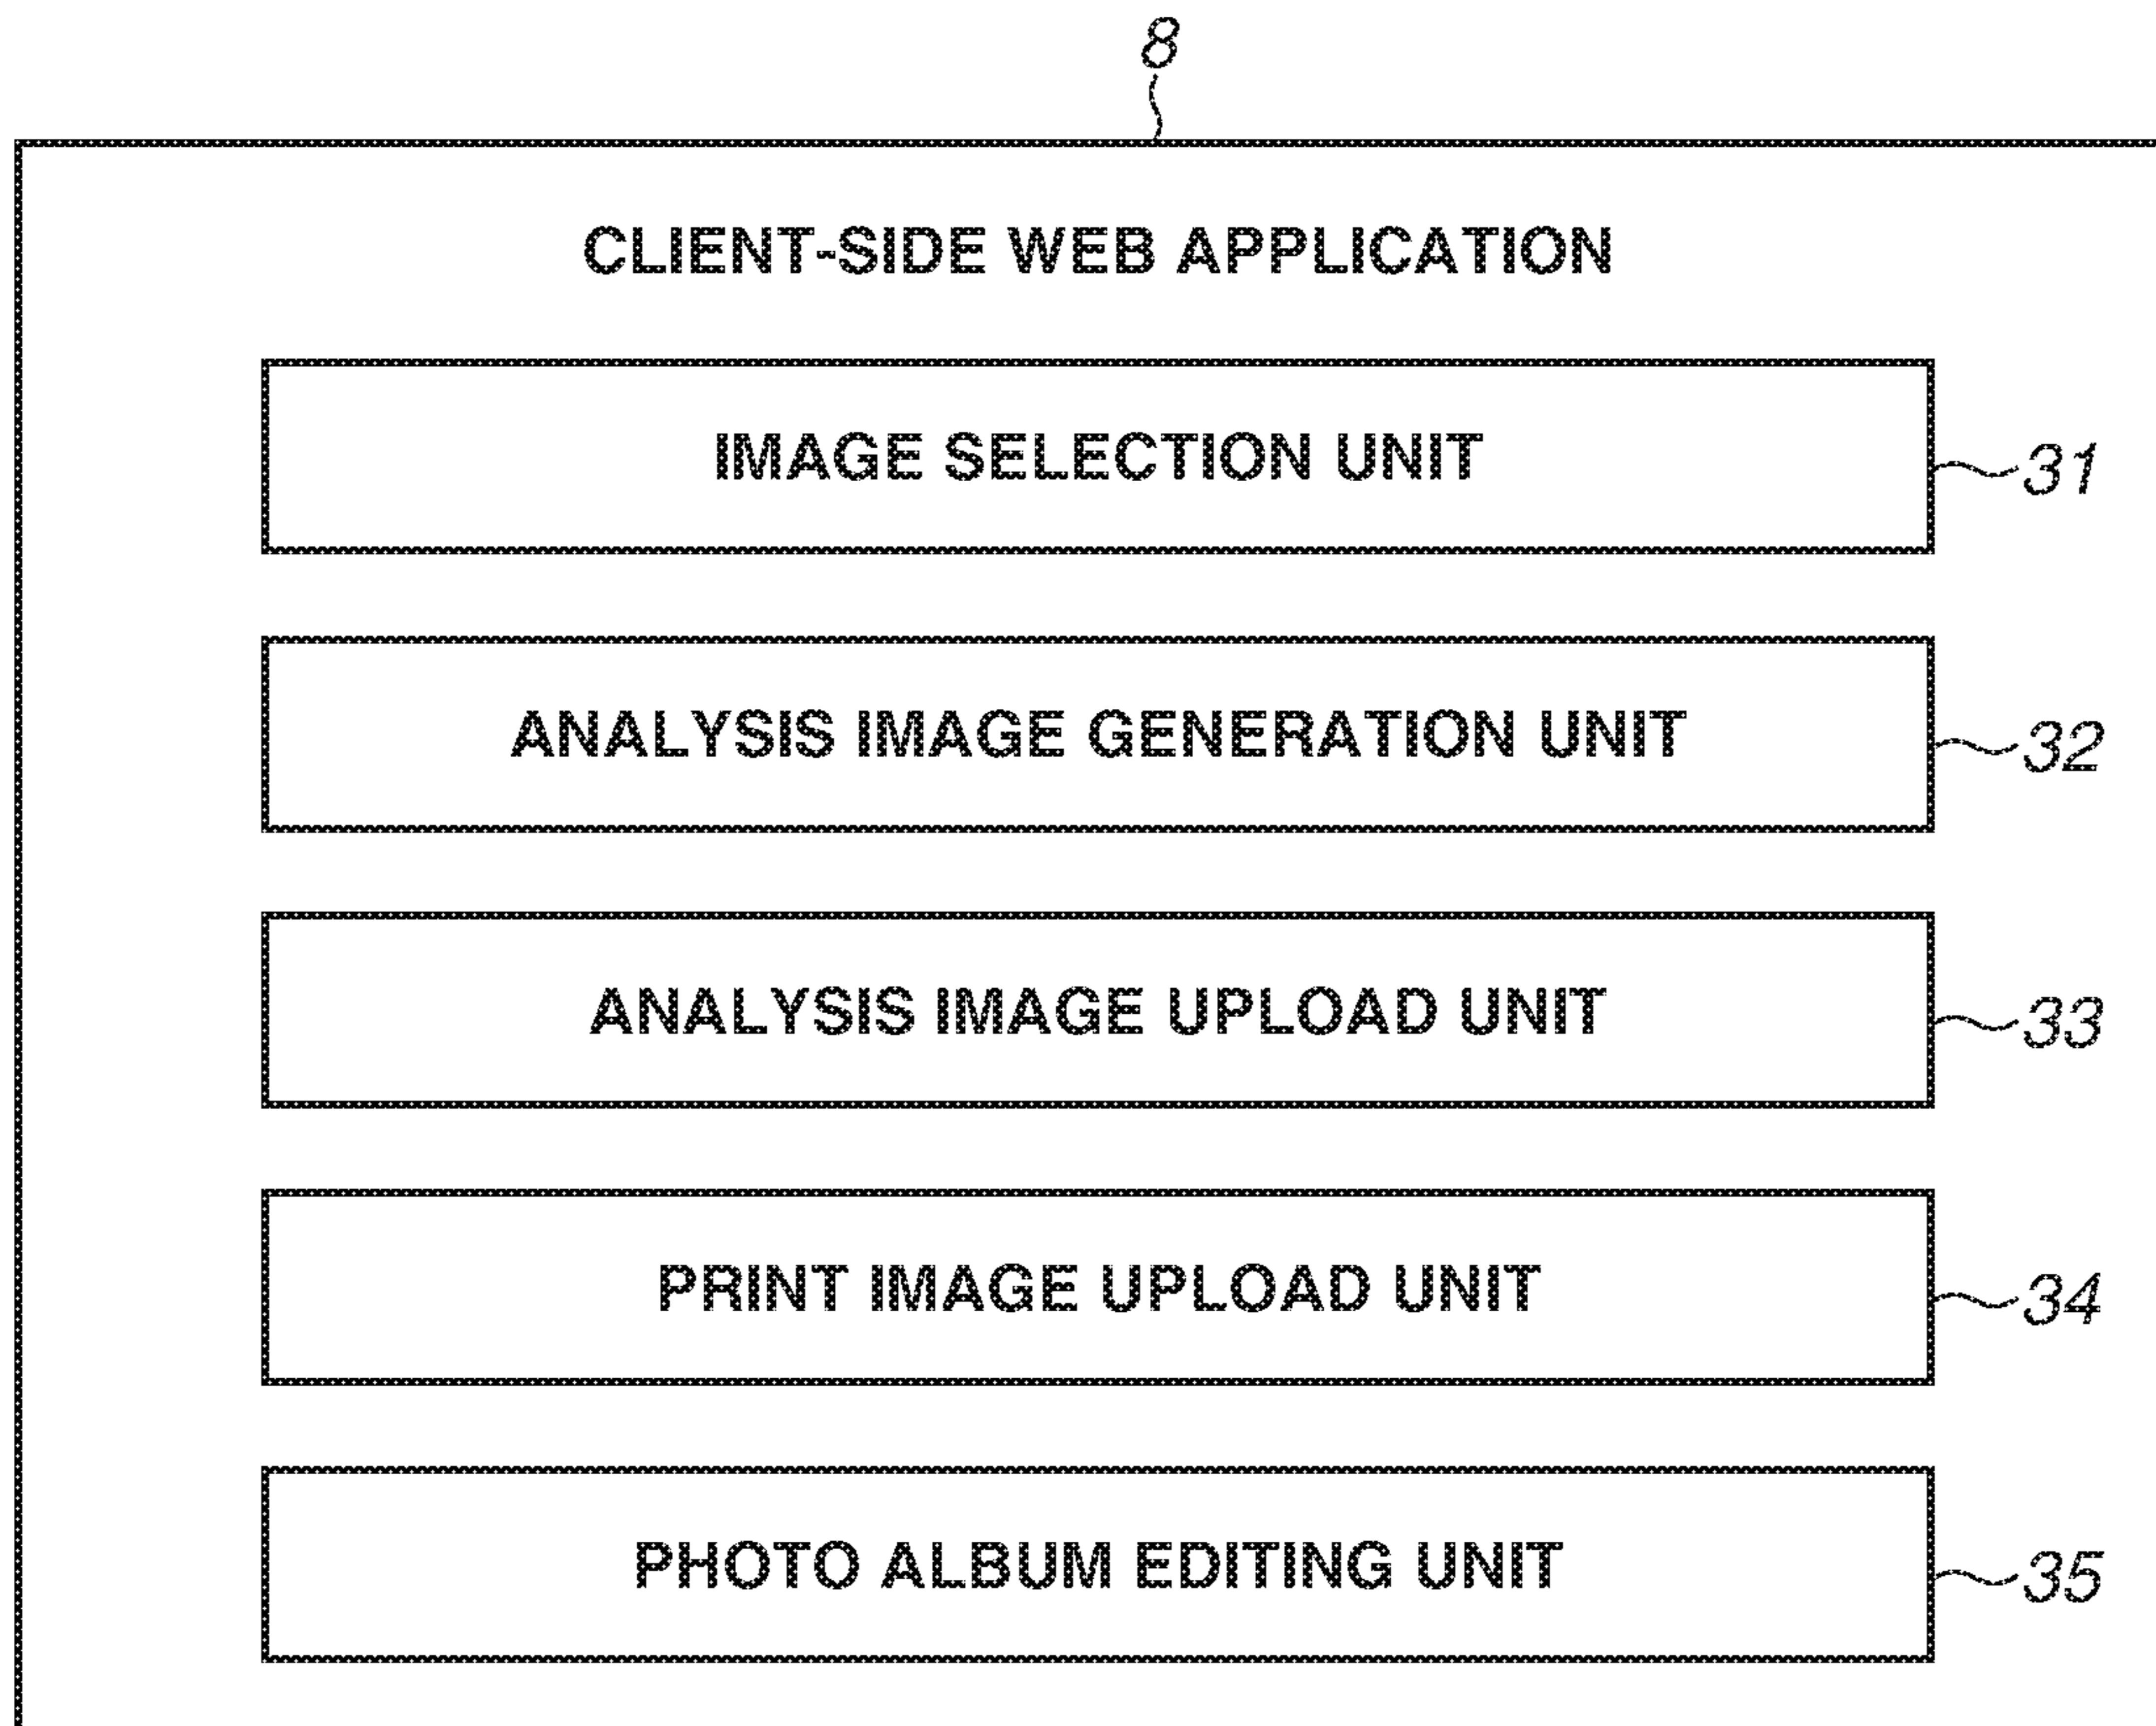 8
CLIENT-SIDE WEB APPLICATION
IMAGE SELECTION UNIT 31
ANALYSIS IMAGE GENERATION UNIT 32
ANALYSIS IMAGE UPLOAD UNIT 33
PRINT IMAGE UPLOAD UNIT 34
PHOTO ALBUM EDITING UNIT 35